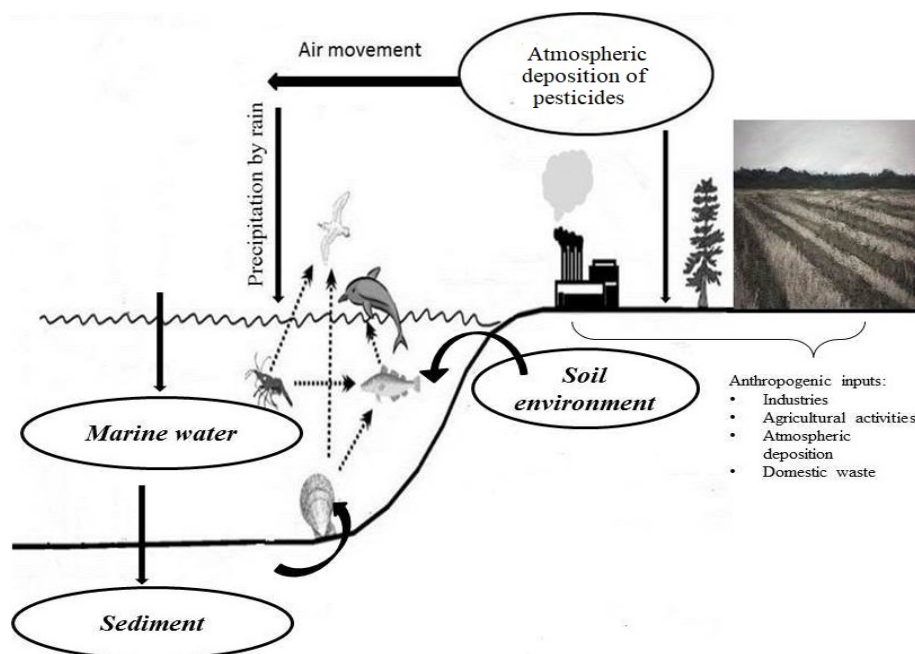 Air movement
Atmospheric
deposition of
pesticides
Precipitation by rain
Soil
environment
Marine water
Anthropogenic inputs:
• Industries
• Agricultural activities
• Atmospheric
deposition
• Domestic waste
Sediment